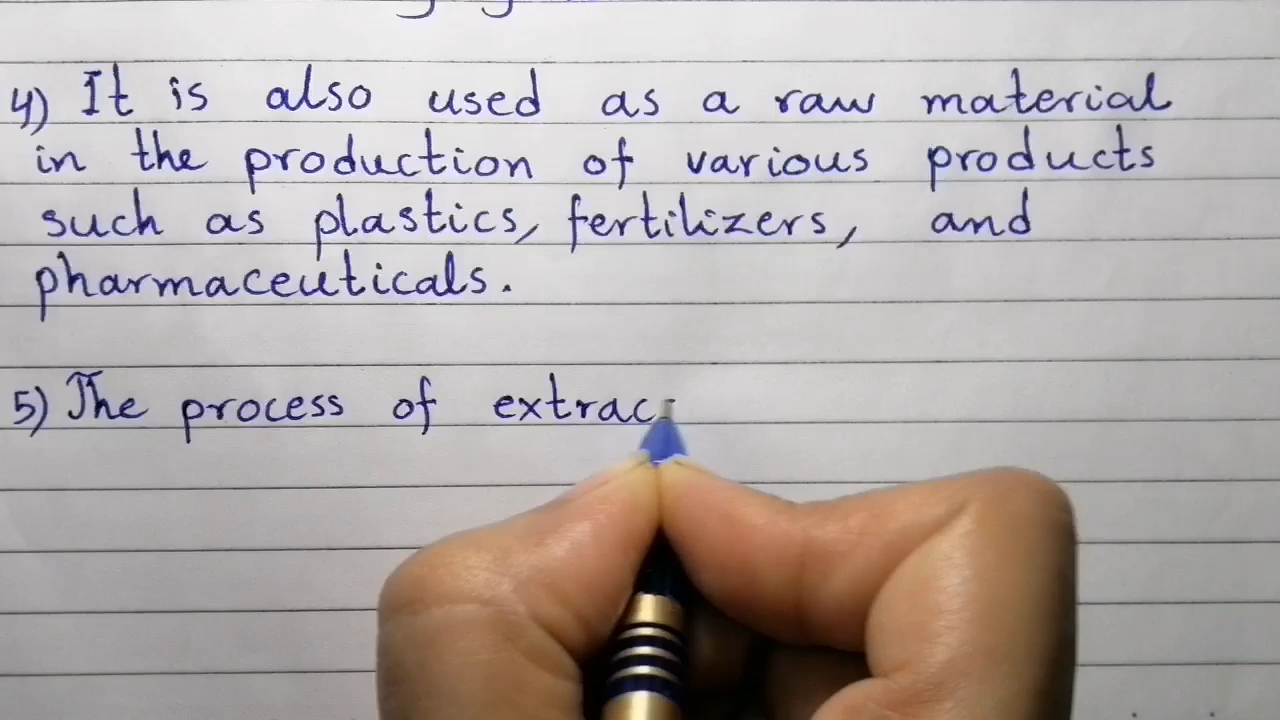 4) It is also used as a raw material
in the production of various products
such as plastics, fertilizers, and
pharmaceuticals.
5) The process of extrac